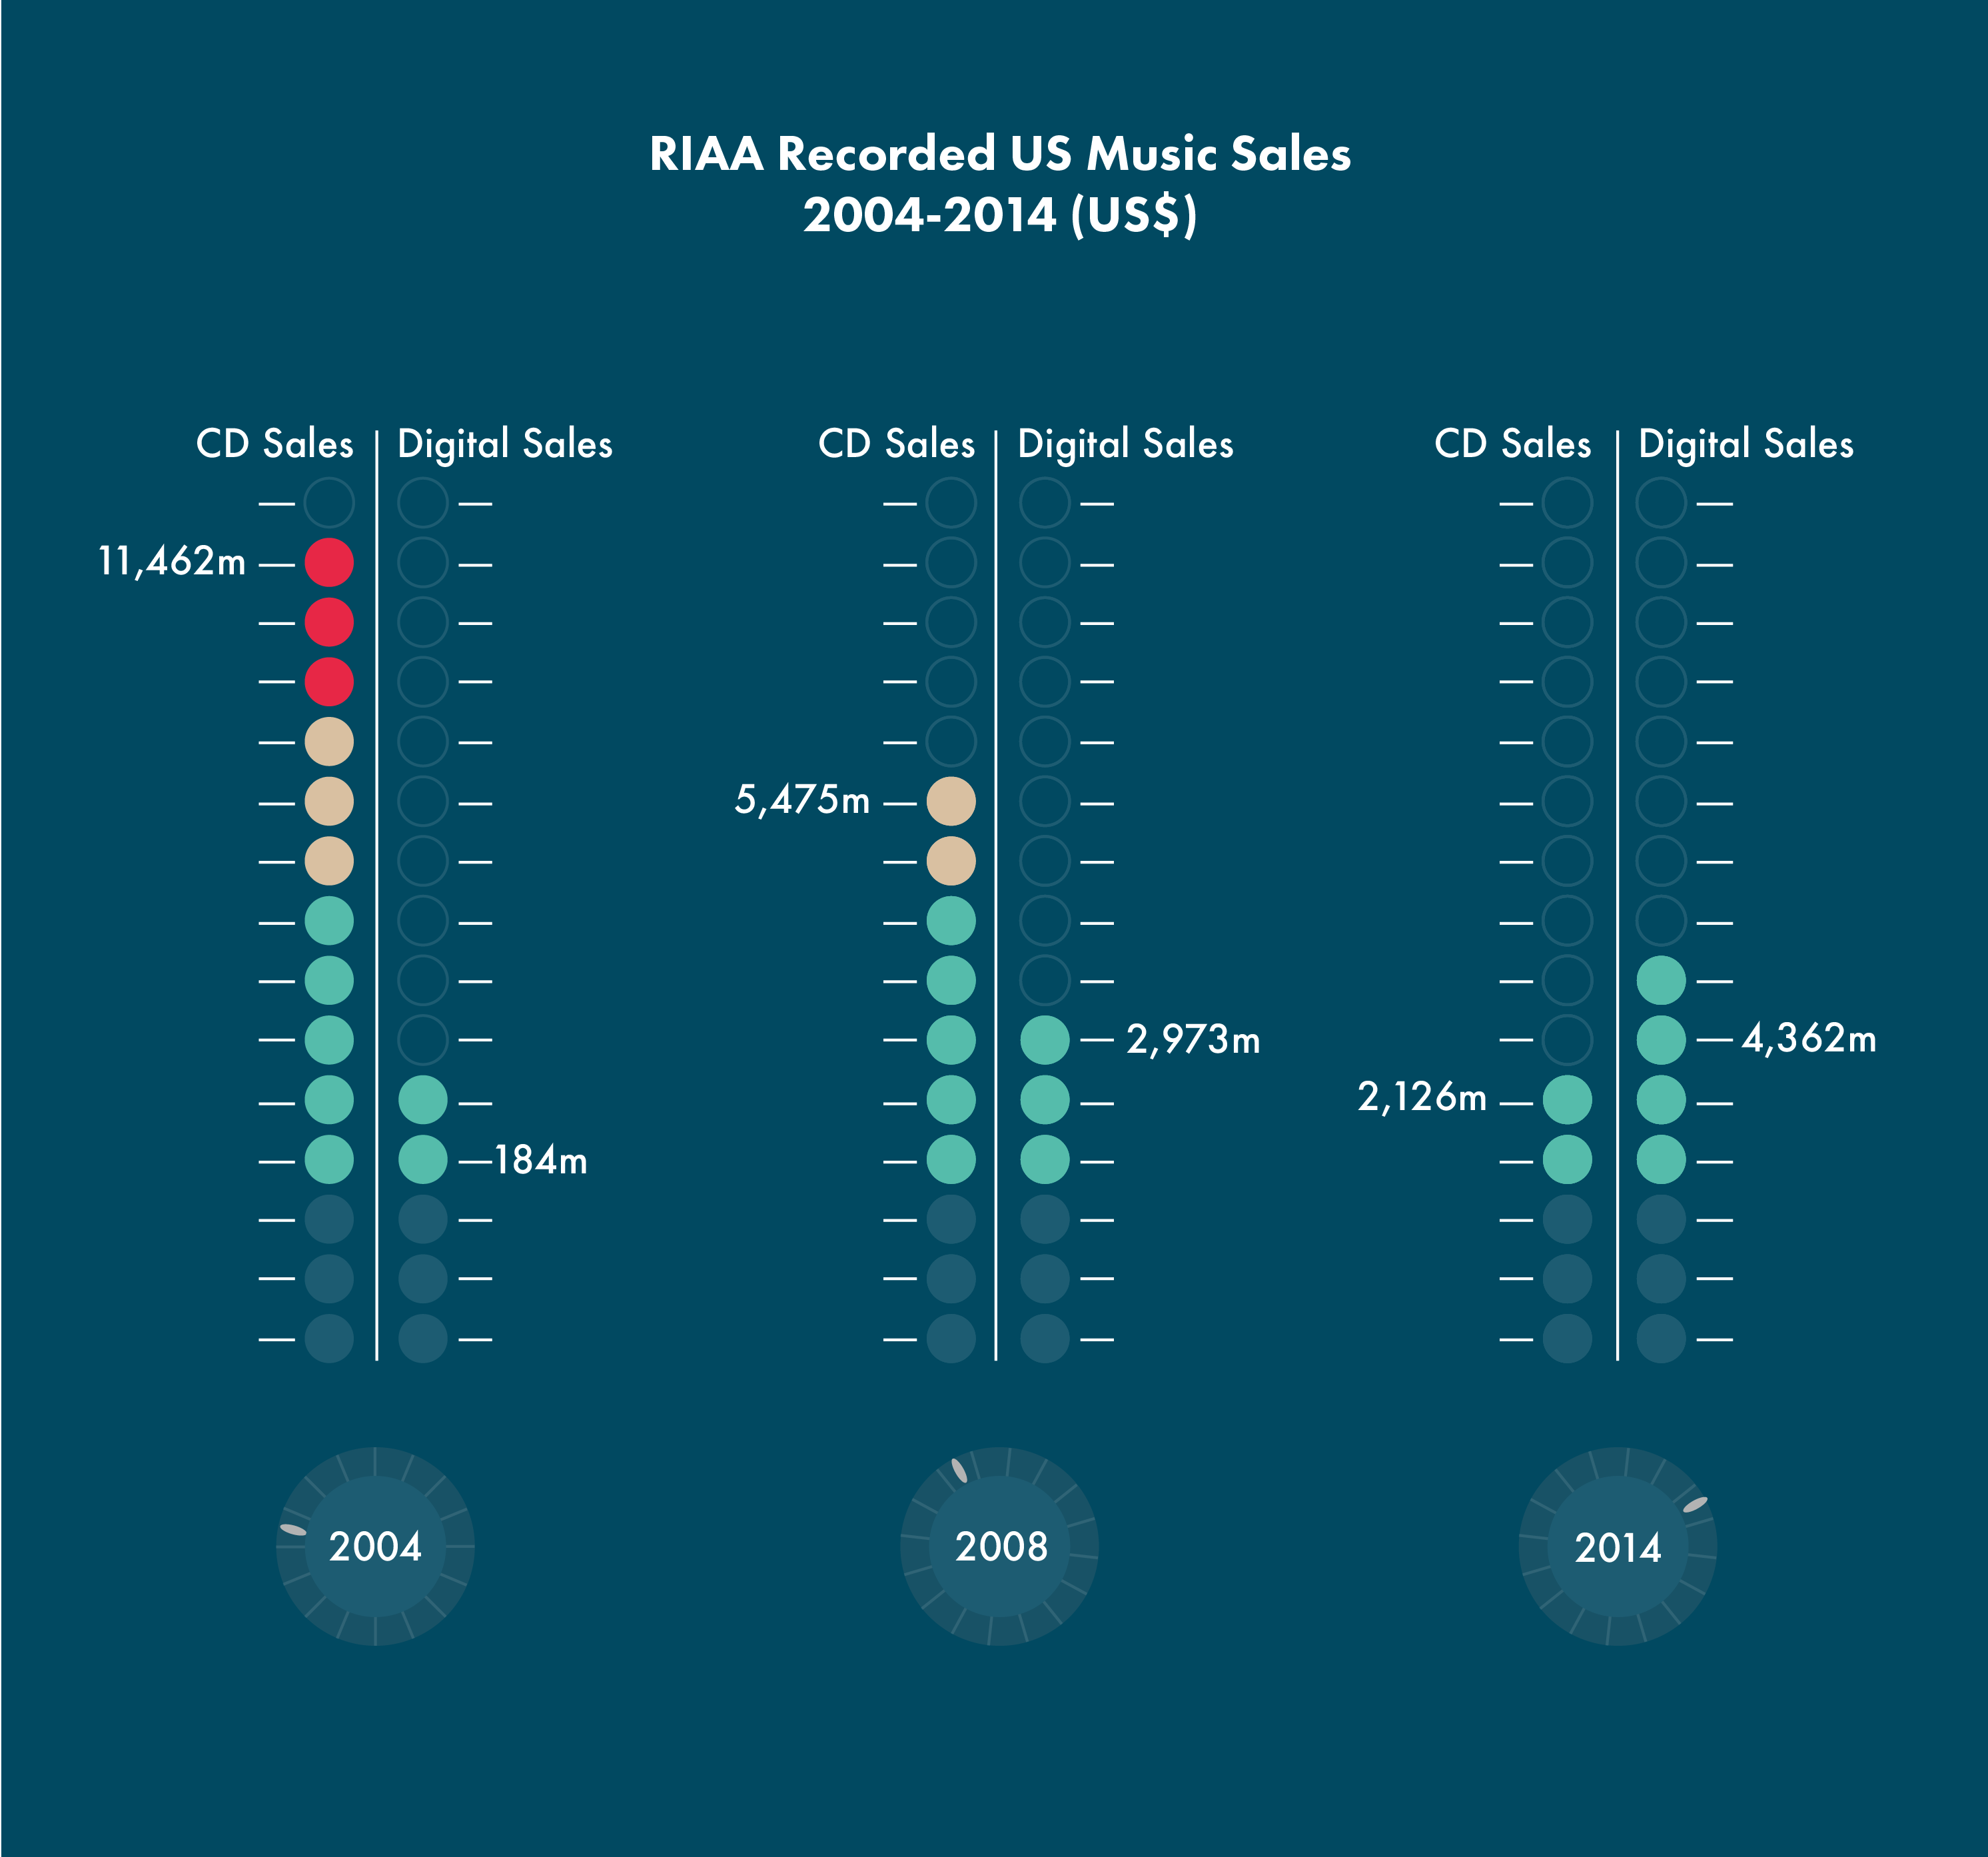 RIAA Recorded US Music Sales
2004-2014 (US$)
CD Sales
Digital Sales
11,462m
184m
2004
CD Sales
Digital Sales
5,475m
2,973m
2008
CD Sales
Digital Sales
4,362m
2,126m
2014